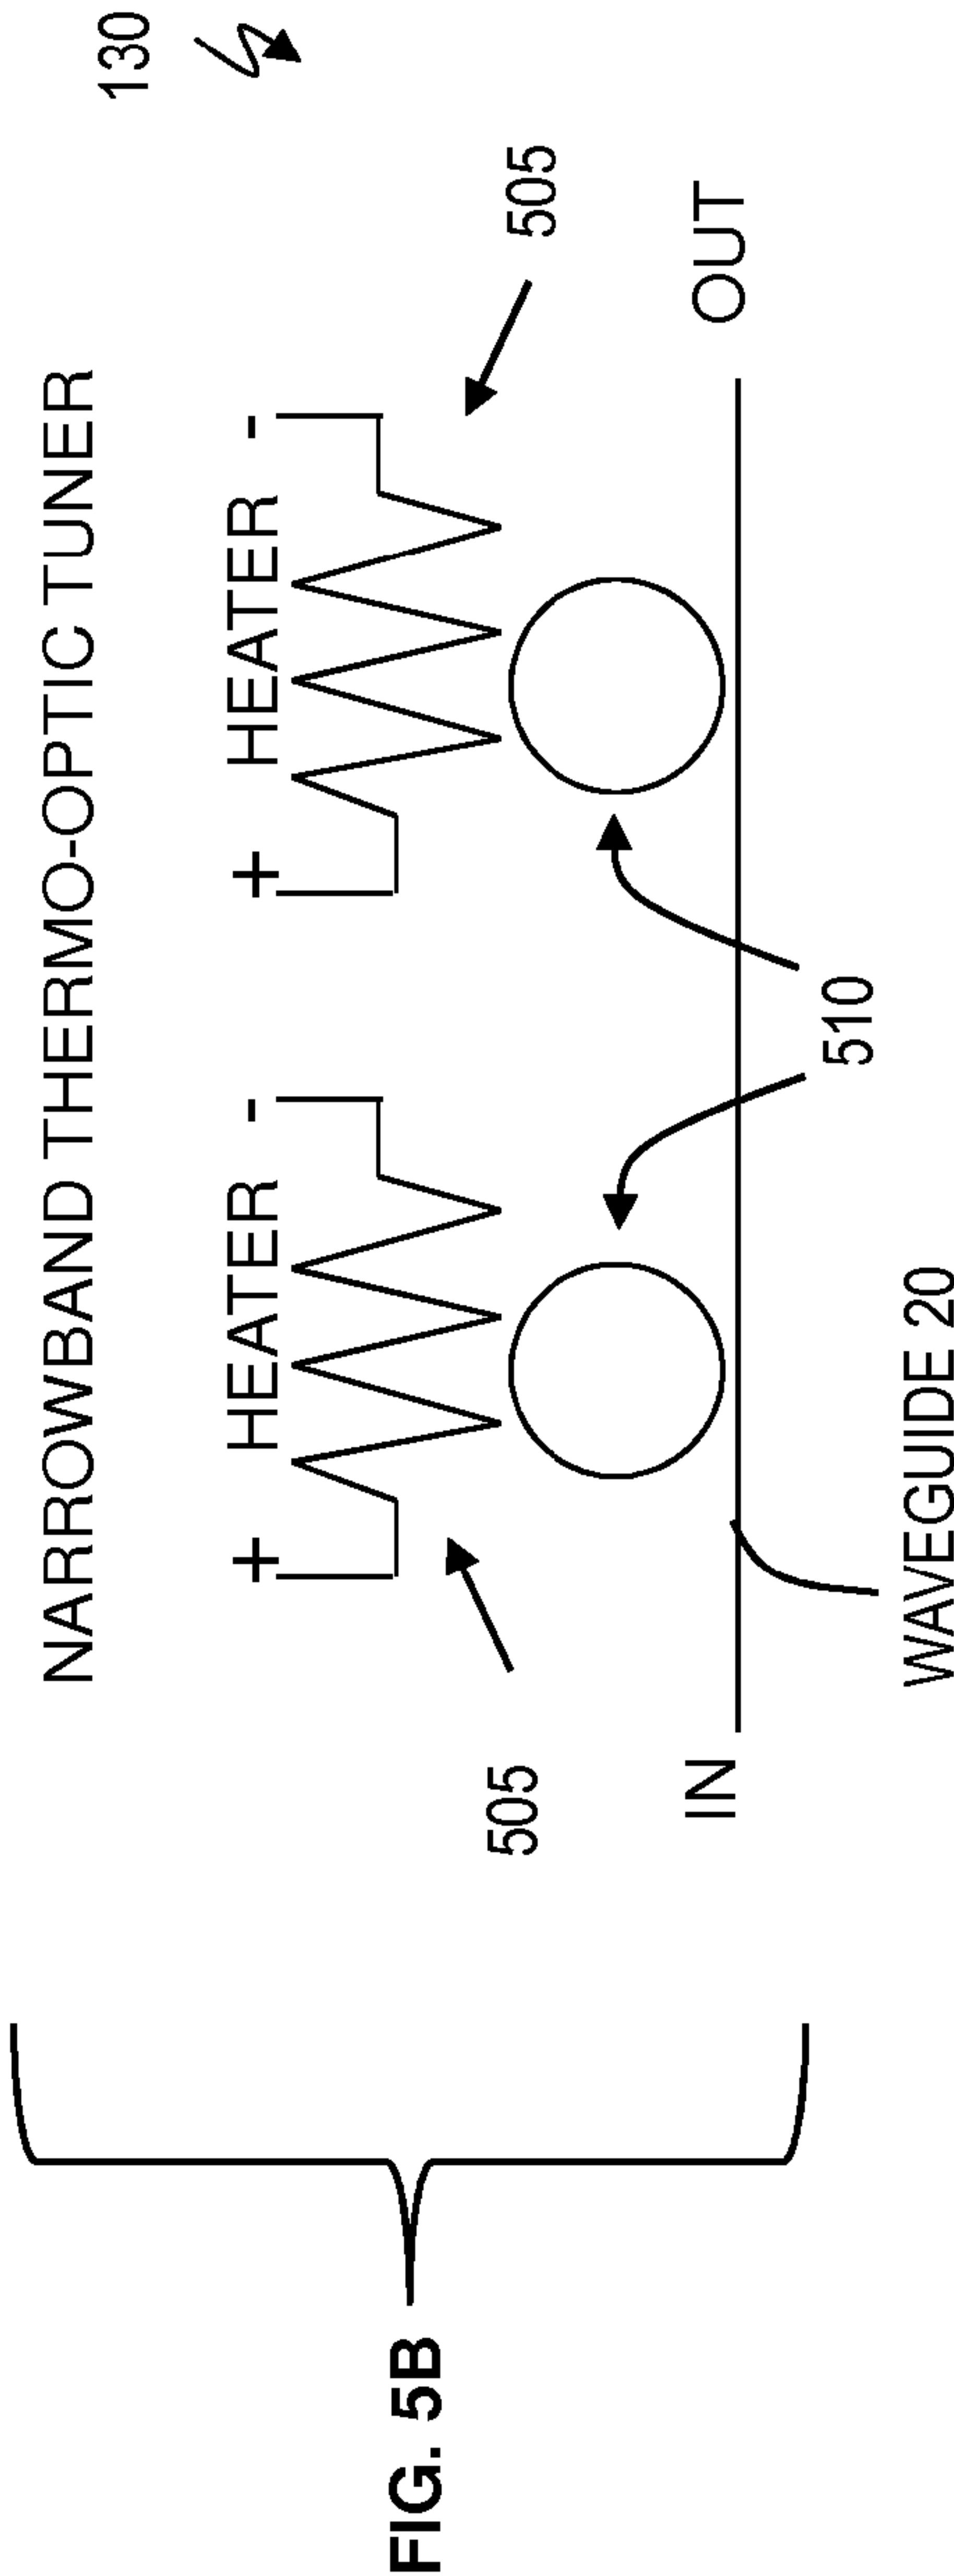 NARROWBAND THERMO-OPTIC TUNER
130
+ HEATER -
+ HEATER -
505
505
IN
OUT
510
WAVEGUIDE 20
FIG. 5B